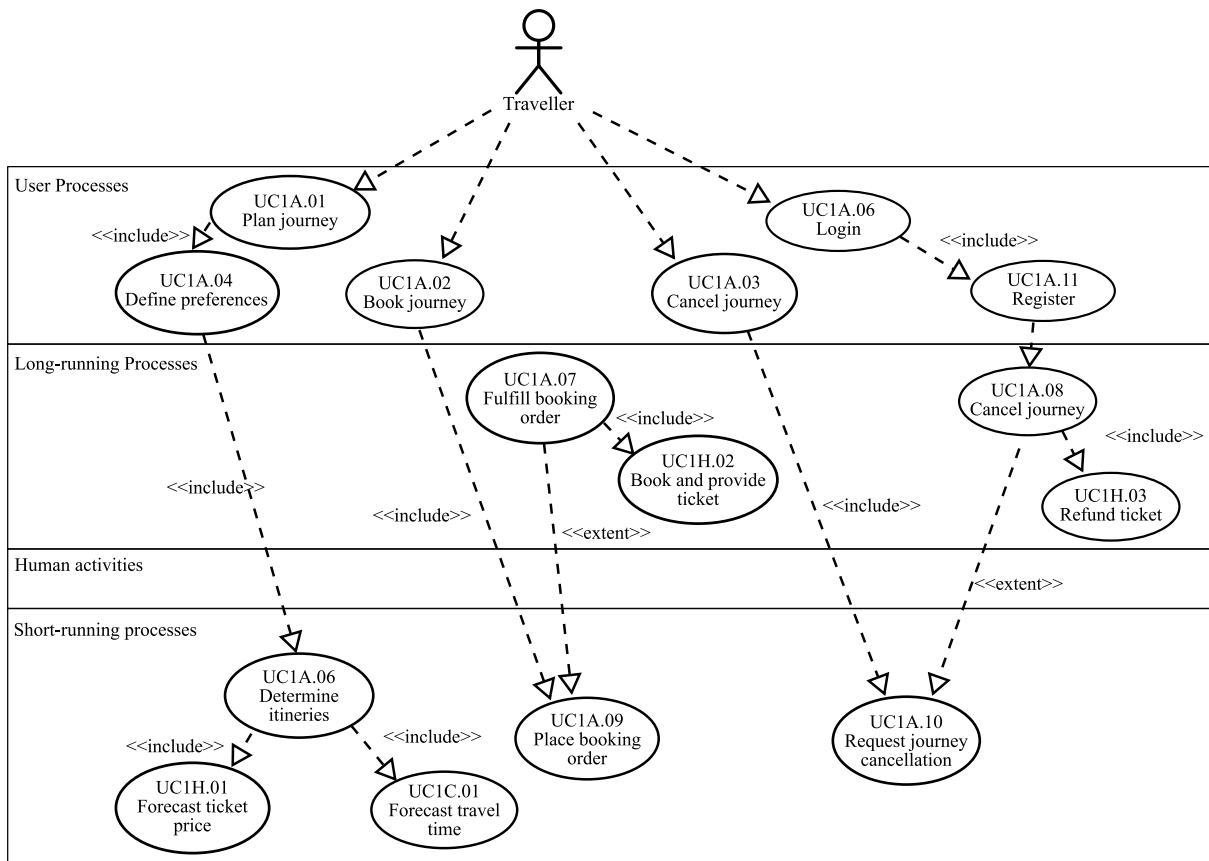 Traveller
User Processes
UC1A.01
Plan journey
UC1A.06
Login
<<include>>
<<include>>
UC1A.04
Define preferences
UC1A.02
Book journey
UC1A.03
Cancel journey
UC1A.11
Register
Long-running Processes
UC1A.07
Fulfill booking
order
UC1A.08
Cancel journey
<<include>>
<<include>>
UC1H.02
Book and provide
ticket
<<include>>
<<include>>
<<include>>
UC1H.03
Refund ticket
<<extent>>
Human activities
<<extent>>
Short-running processes
UC1A.06
Determine
itineries
UC1A.09
Place booking
order
UC1A.10
Request journey
cancellation
<<include>>
<<include>>
UC1H.01
Forecast ticket
price
UC1C.01
Forecast travel
time